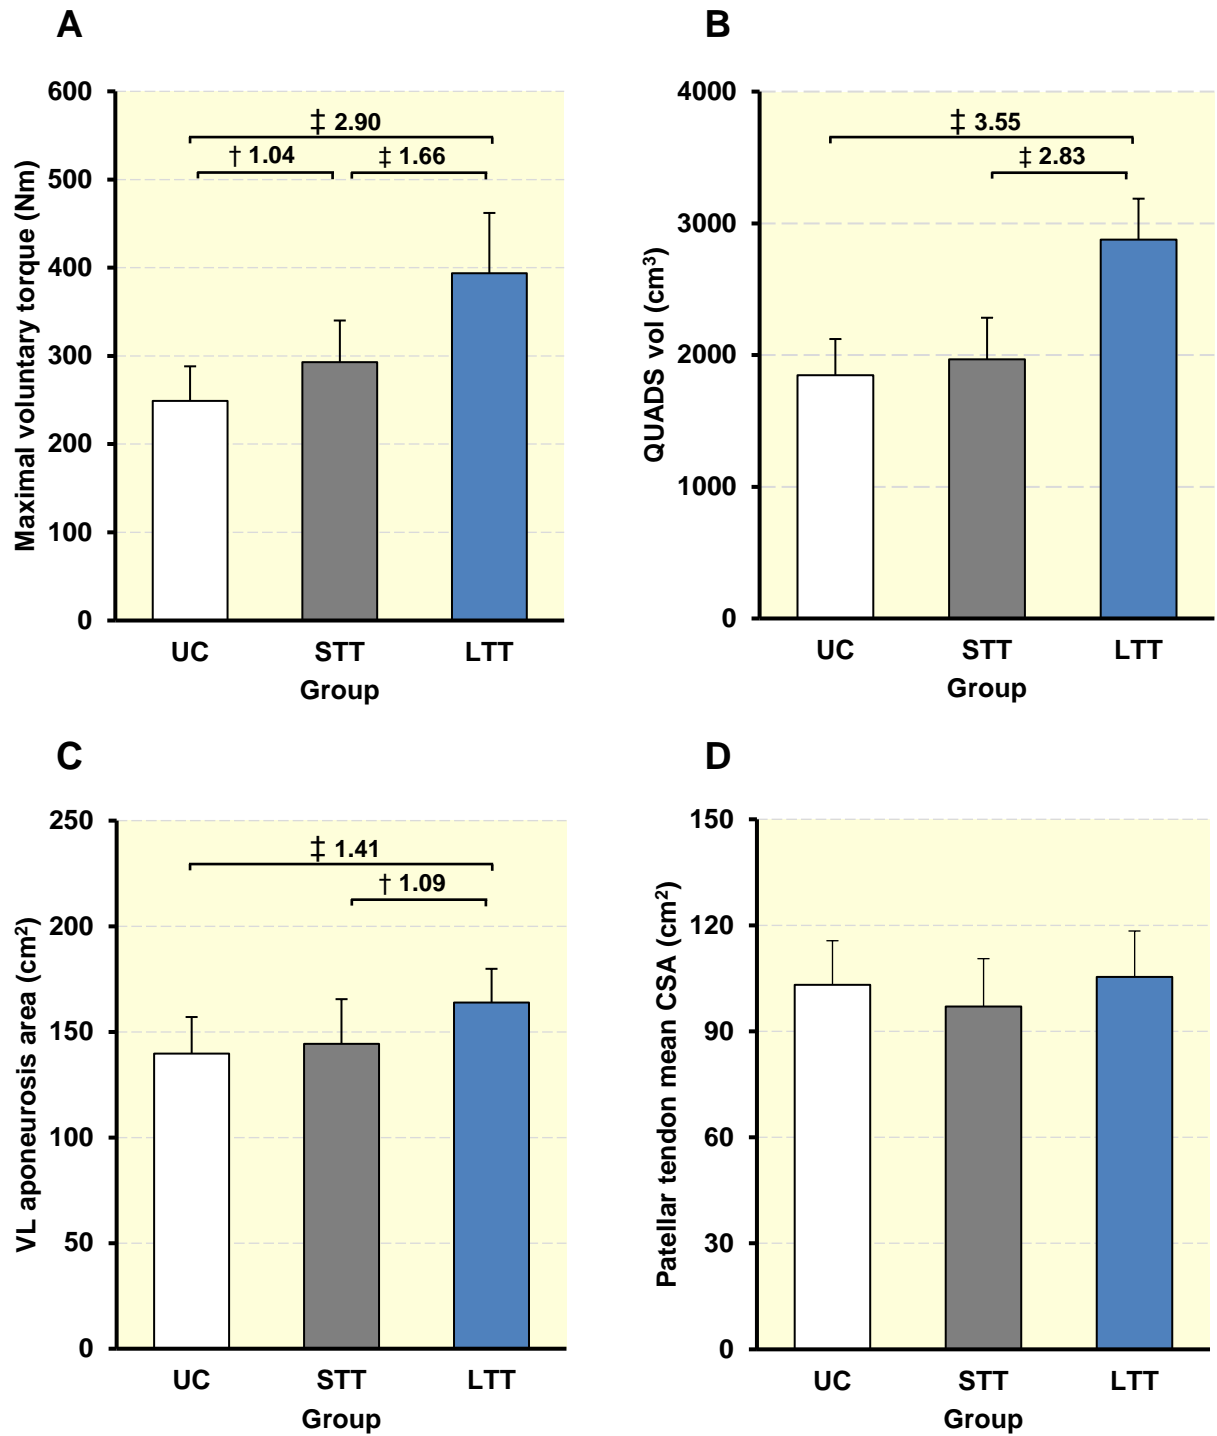 A
Maximal voluntary torque (Nm)
600
500
400
300
200
100
0
‡ 2.90
† 1.04
‡ 1.66
UC
STT
LTT
Group
B
QUADS vol (cm³)
4000
3000
2000
1000
0
‡ 3.55
‡ 2.83
UC
STT
LTT
Group
C
VL aponeurosis area (cm²)
250
200
150
100
50
0
‡ 1.41
† 1.09
UC
STT
LTT
Group
D
Patellar tendon mean CSA (cm²)
150
120
90
60
30
0
UC
STT
LTT
Group